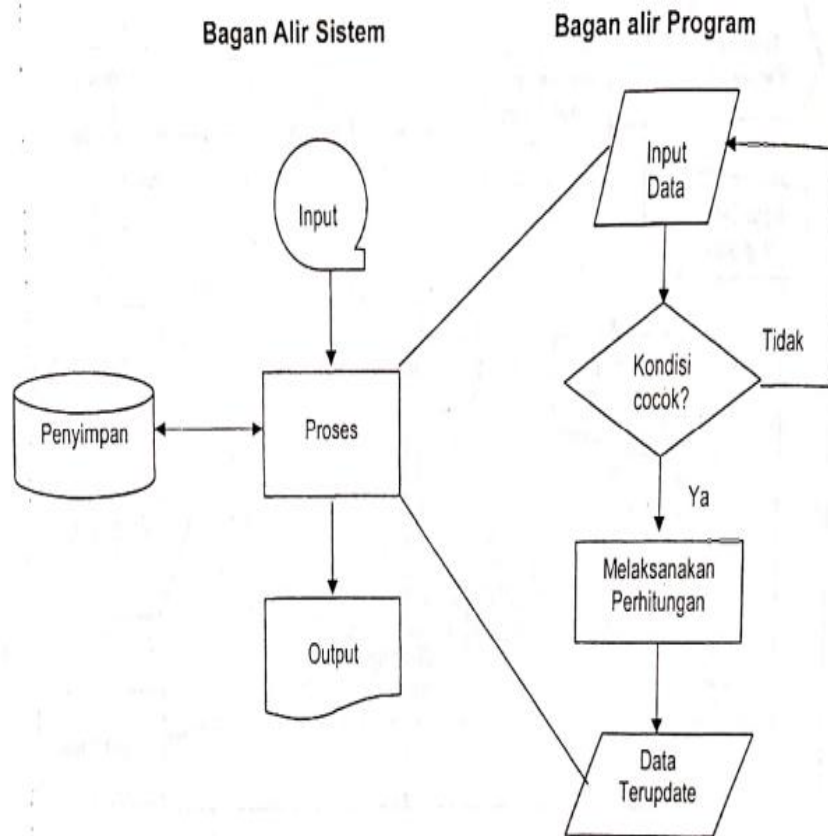 Bagan Alir Sistem
Bagan alir Program
Input
Penyimpan
Proses
Output
Input
Data
Kondisi
cocok?
Tidak
Ya
Melaksanakan
Perhitungan
Data
Terupdate